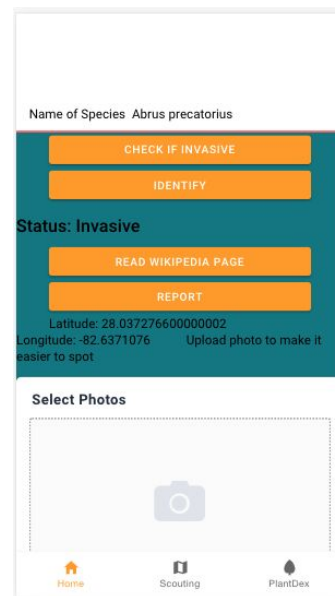 Name of Species Abrus precatorius
CHECK IF INVASIVE
IDENTIFY
Status: Invasive
READ WIKIPEDIA PAGE
REPORT
Latitude: 28.037276600000002
Longitude: -82.6371076 Upload photo to make it
easier to spot
Select Photos
Home Scouting PlantDex